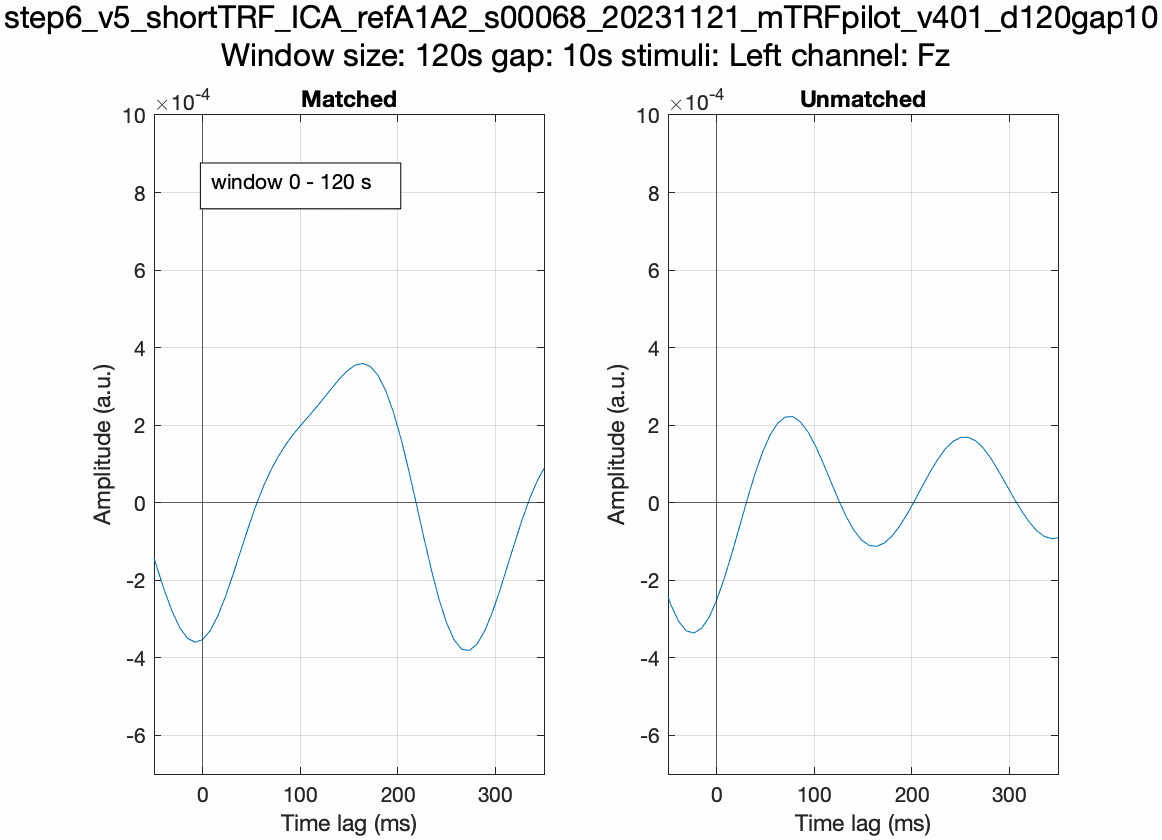 step6_v5_shortTRF_ICA_refA1A2_s00068_20231121_mTRFpilot_v401_d120gap10
Window size: 120s gap: 10s stimuli: Left channel: Fz
×10-4
Matched
10
8
6
4
2
0
-2
-4
-6
window 0 - 120 s
Amplitude (a.u.)
0 100 200 300
Time lag (ms)
×10-4
Unmatched
10
8
6
4
2
0
-2
-4
-6
Amplitude (a.u.)
0 100 200 300
Time lag (ms)